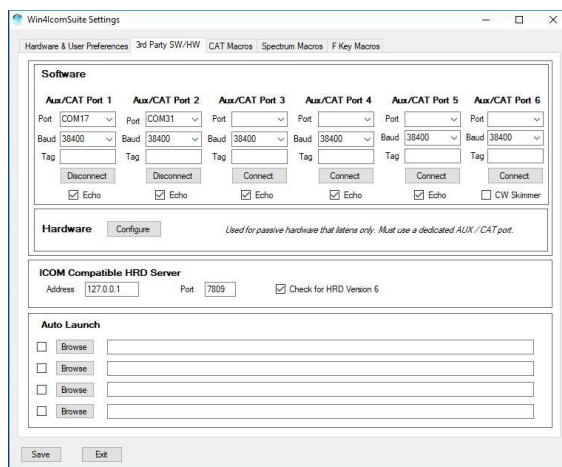 Win4IcomSuite Settings
Hardware & User Preferences 3rd Party SW/HW CAT Macros Spectrum Macros F Key Macros
Software
Aux/CAT Port 1 Aux/CAT Port 2 Aux/CAT Port 3 Aux/CAT Port 4 Aux/CAT Port 5 Aux/CAT Port 6
Port COM17 Port COM31 Port Port Port Port
Baud 38400 Baud 38400 Baud 38400 Baud 38400 Baud 38400 Baud 38400
Tag Tag Tag Tag Tag Tag
Disconnect Disconnect Connect Connect Connect Connect
Echo Echo Echo Echo Echo CW Skimmer
Hardware Configure Used for passive hardware that listens only. Must use a dedicated AUX / CAT port.
ICOM Compatible HRD Server
Address 127.0.0.1 Port 7809 Check for HRD Version 6
Auto Launch
Browse
Browse
Browse
Browse
Save Exit